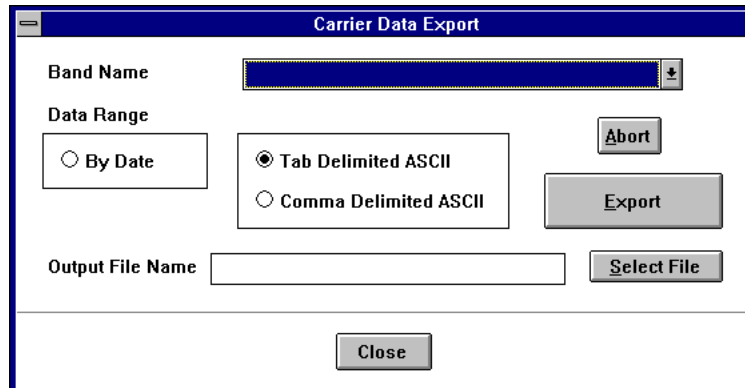 Carrier Data Export
Band Name
Data Range
By Date
Tab Delimited ASCII
Comma Delimited ASCII
Abort
Export
Output File Name
Select File
Close